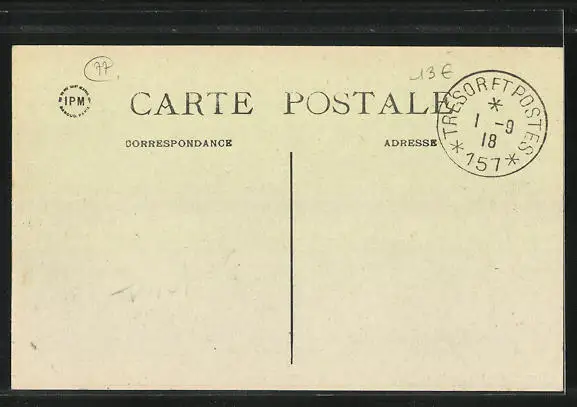 77
13 €
IPM
CARTE POSTALE
CORRESPONDANCE
ADRESSE
* TRESOR ET POSTES *
*
1 -9
18
157